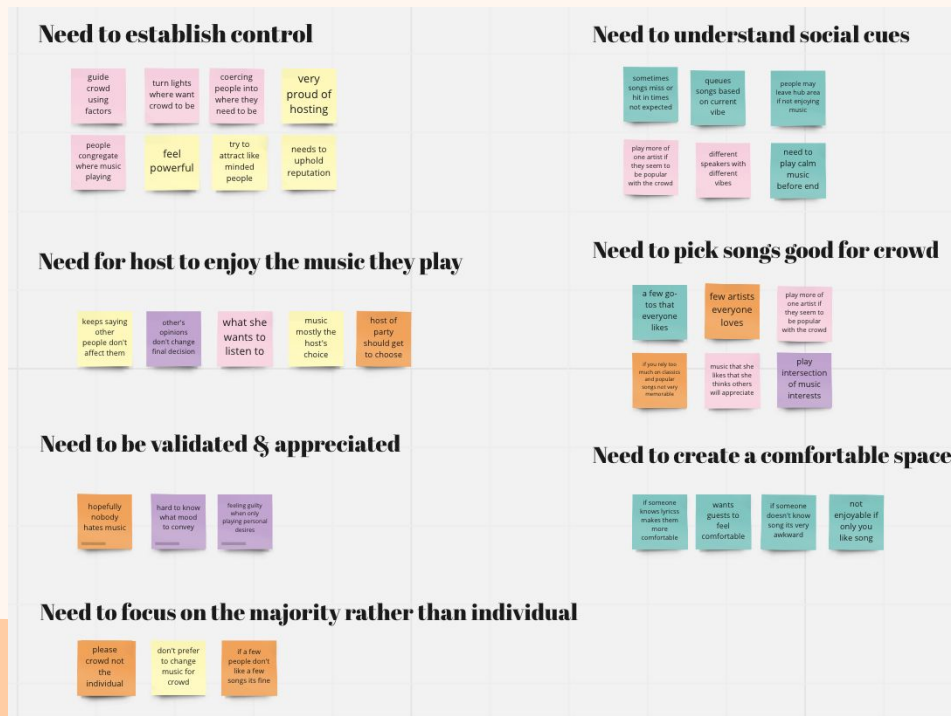 Need to establish control
guide
crowd
using
factors
turn lights
where want
crowd to be
coercing
people into
where they
need to be
very
proud of
hosting
people
congregate
where music
playing
feel
powerful
try to
attract like
minded
people
needs to
uphold
reputation
Need for host to enjoy the music they play
keeps saying
other
people don't
affect them
other's
opinions
don't change
final decision
what she
wants to
listen to
music
mostly the
host's
choice
host of
party
should get
to choose
Need to be validated & appreciated
hopefully
nobody
hates music
hard to know
what mood
to convey
feeling guilty
when only
playing personal
desires
Need to focus on the majority rather than individual
please
crowd not
the
individual
don't prefer
to change
music for
crowd
if a few
people don't
like a few
songs its fine
Need to understand social cues
sometimes
songs miss or
hit in times
not expected
queues
songs based
on current
vibe
people may
leave hub area
if not enjoying
music
play more of
one artist if
they seem to
be popular
with the crowd
different
speakers with
different
vibes
need to
play calm
music
before end
Need to pick songs good for crowd
a few go-
tos that
everyone
likes
few artists
everyone
loves
play more of
one artist if
they seem to
be popular
with the crowd
if you rely too
much on classics
and popular
songs not very
memorable
music that she
likes that she
thinks others
will appreciate
play
intersection
of music
interests
Need to create a comfortable space
if someone
knows lyricss
makes them
more
comfortable
wants
guests to
feel
comfortable
if someone
doesn't know
song its very
awkward
not
enjoyable if
only you
like song